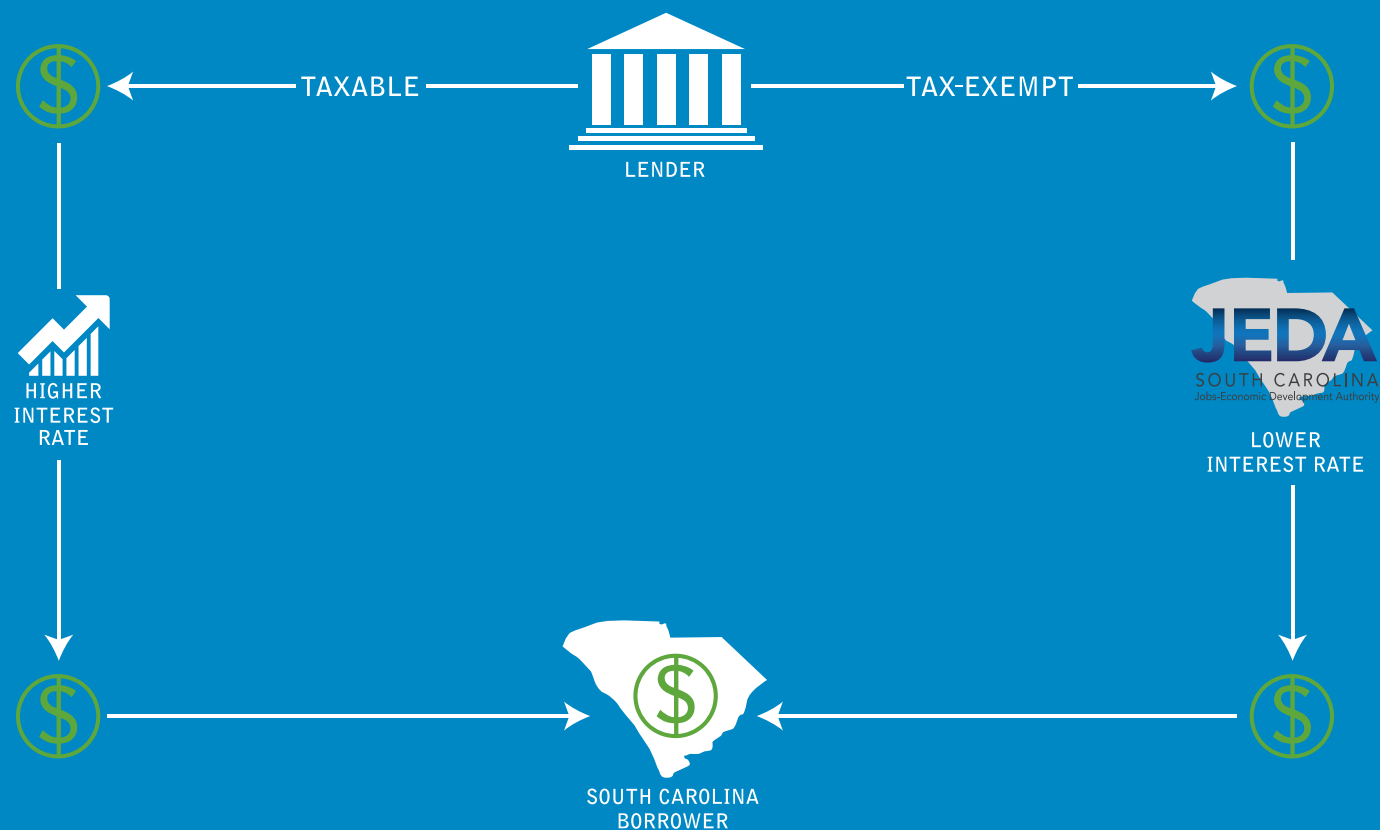 TAXABLE
TAX-EXEMPT
LENDER
HIGHER
INTEREST
RATE
JEDA
SOUTH CAROLINA
Jobs-Economic Development Authority
LOWER
INTEREST RATE
SOUTH CAROLINA
BORROWER